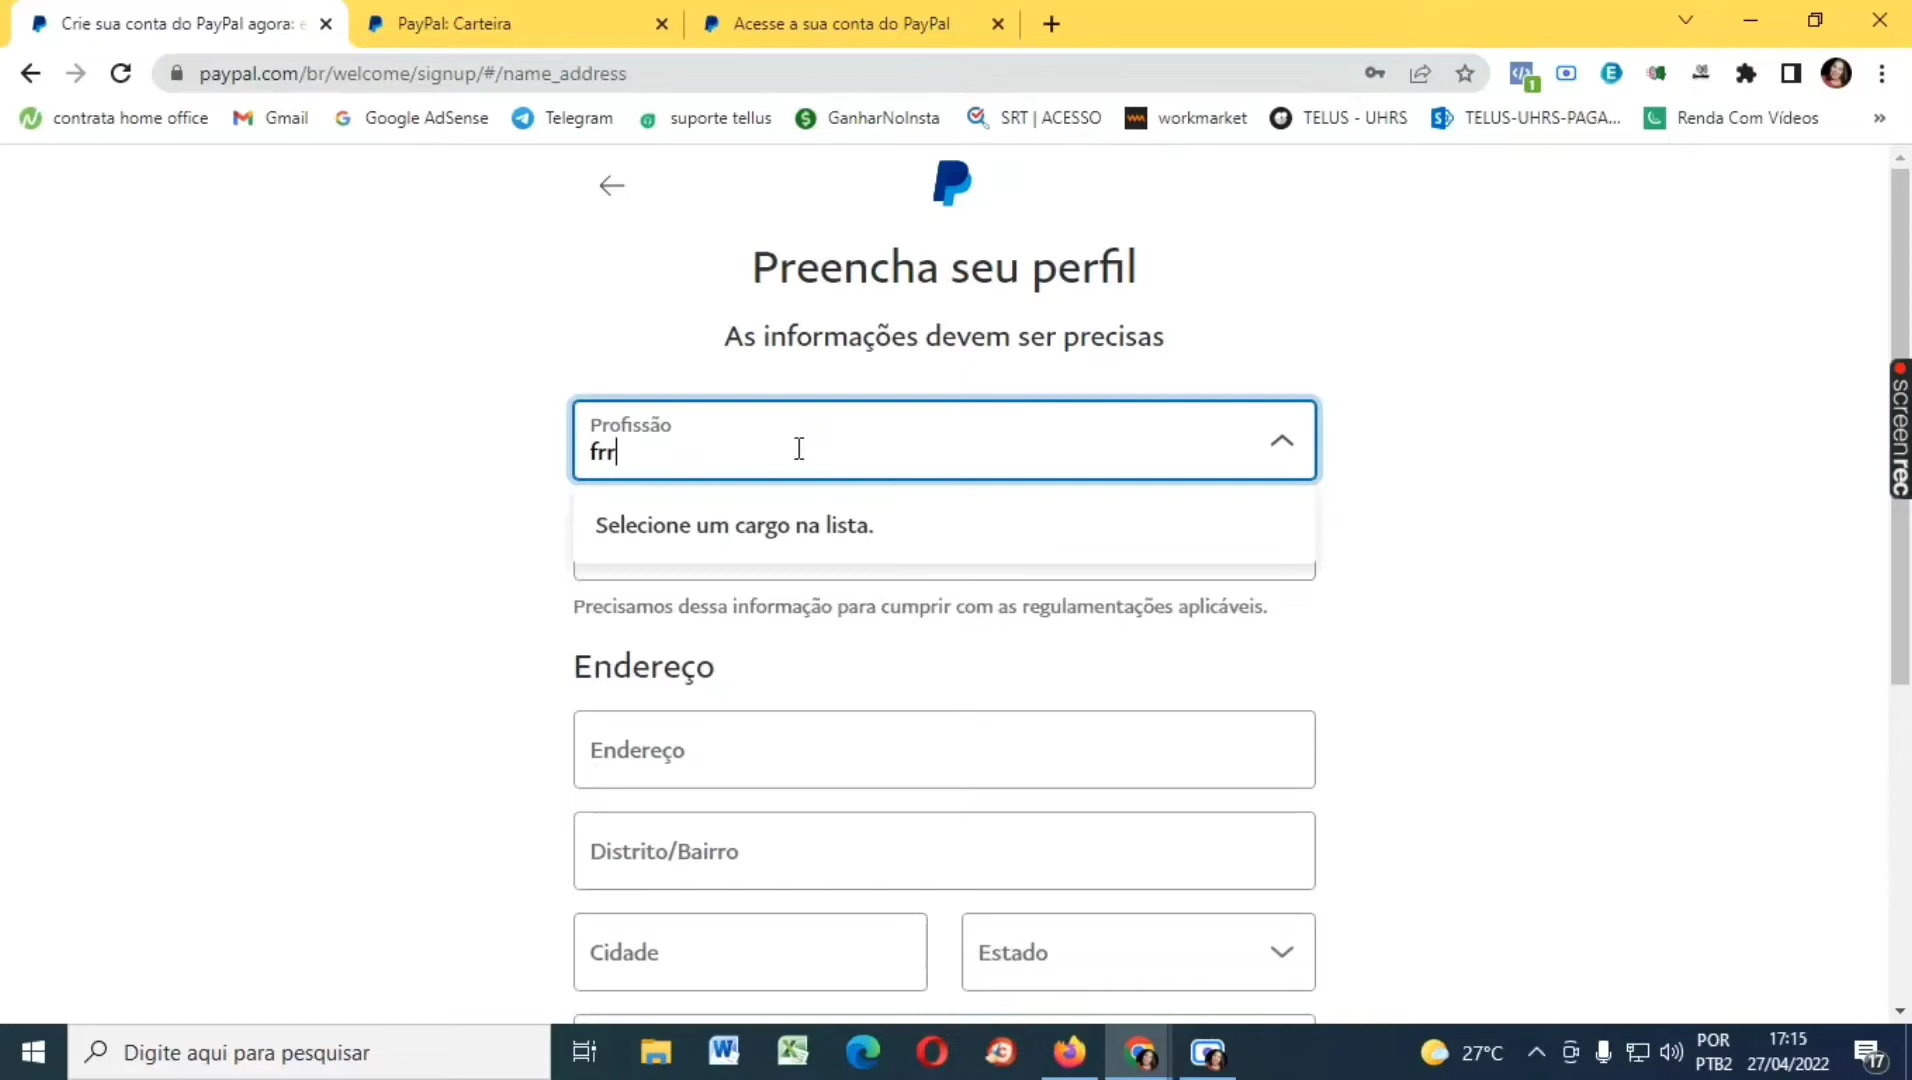 Crie sua conta do PayPal agora: e
PayPal: Carteira
Acesse a sua conta do PayPal
paypal.com/br/welcome/signup/#/name_address
contrata home office
Gmail
Google AdSense
Telegram
suporte tellus
GanharNoInsta
SRT | ACESSO
workmarket
TELUS - UHRS
TELUS-UHRS-PAGA...
Renda Com Vídeos
Preencha seu perfil
As informações devem ser precisas
Profissão
frr
Selecione um cargo na lista.
Precisamos dessa informação para cumprir com as regulamentações aplicáveis.
Endereço
Endereço
Distrito/Bairro
Cidade
Estado
screenrec
Digite aqui para pesquisar
27°C
POR
PTB2
17:15
27/04/2022
17